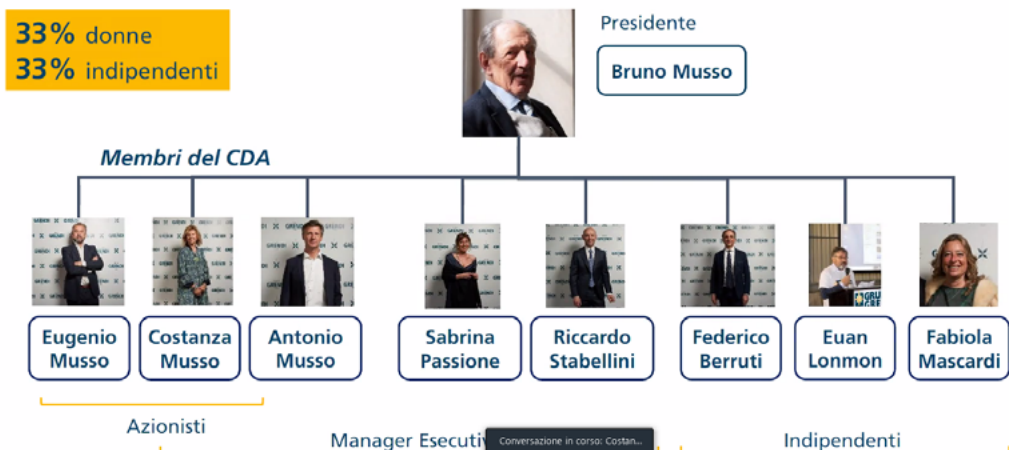 33% donne
33% indipendenti
Presidente
Bruno Musso
Membri del CDA
Eugenio
Musso
Costanza
Musso
Antonio
Musso
Sabrina
Passione
Riccardo
Stabellini
Federico
Berruti
Euan
Lonmon
Fabiola
Mascardi
Azionisti
Manager Esecutiv
Conversazione in corso: Costan...
Indipendenti